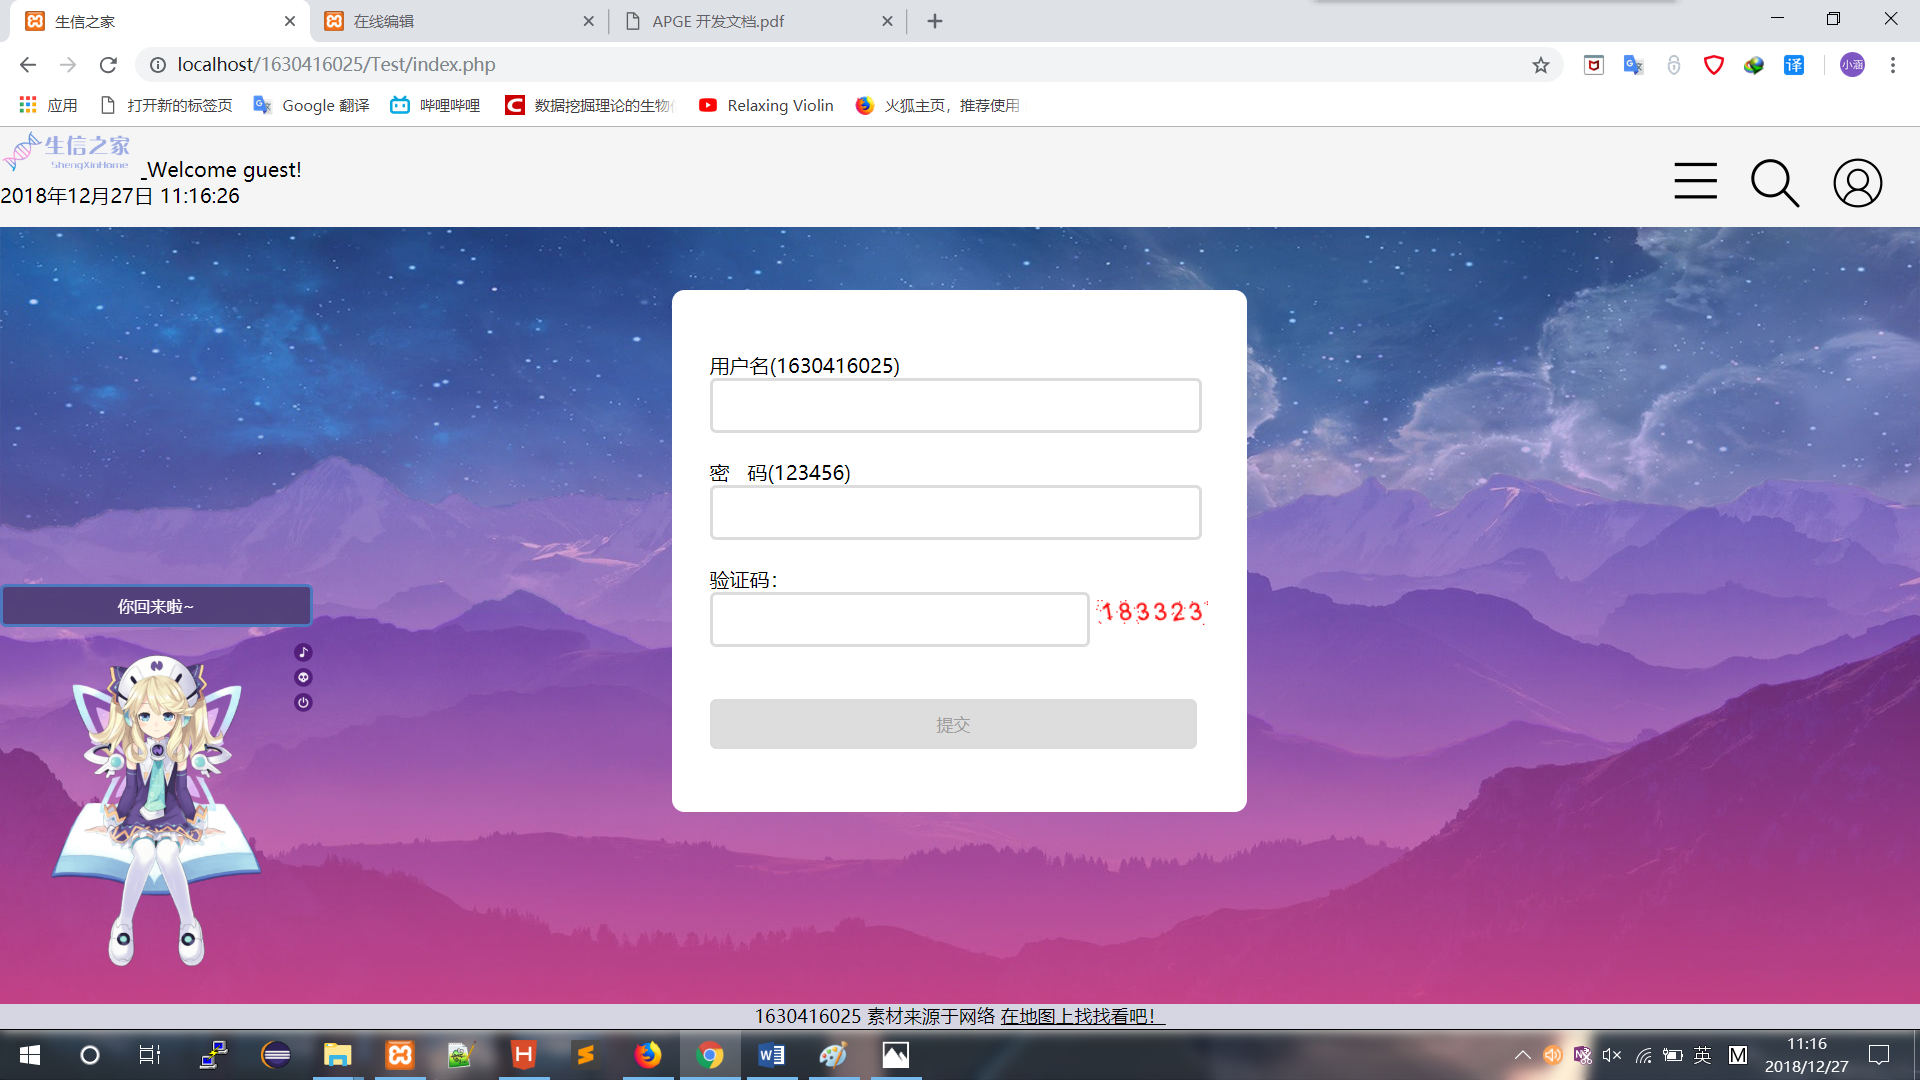 生信之家
在线编辑
APGE 开发文档.pdf
localhost/1630416025/Test/index.php
小涵
应用
打开新的标签页
Google 翻译
哔哩哔哩
数据挖掘理论的生物
Relaxing Violin
火狐主页，推荐使用
生信之家
ShengXinHome
_Welcome guest!
2018年12月27日 11:16:26
用户名(1630416025)
密 码(123456)
验证码：
183323
提交
你回来啦~
1630416025 素材来源于网络 在地图上找找看吧！
英
11:16
2018/12/27